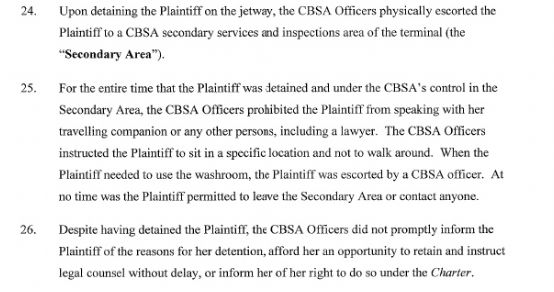 24. Upon detaining the Plaintiff on the jetway, the CBSA Officers physically escorted the
Plaintiff to a CBSA secondary services and inspections area of the terminal (the
“Secondary Area”).
25. For the entire time that the Plaintiff was detained and under the CBSA’s control in the
Secondary Area, the CBSA Officers prohibited the Plaintiff from speaking with her
travelling companion or any other persons, including a lawyer. The CBSA Officers
instructed the Plaintiff to sit in a specific location and not to walk around. When the
Plaintiff needed to use the washroom, the Plaintiff was escorted by a CBSA officer. At
no time was the Plaintiff permitted to leave the Secondary Area or contact anyone.
26. Despite having detained the Plaintiff, the CBSA Officers did not promptly inform the
Plaintiff of the reasons for her detention, afford her an opportunity to retain and instruct
legal counsel without delay, or inform her of her right to do so under the Charter.